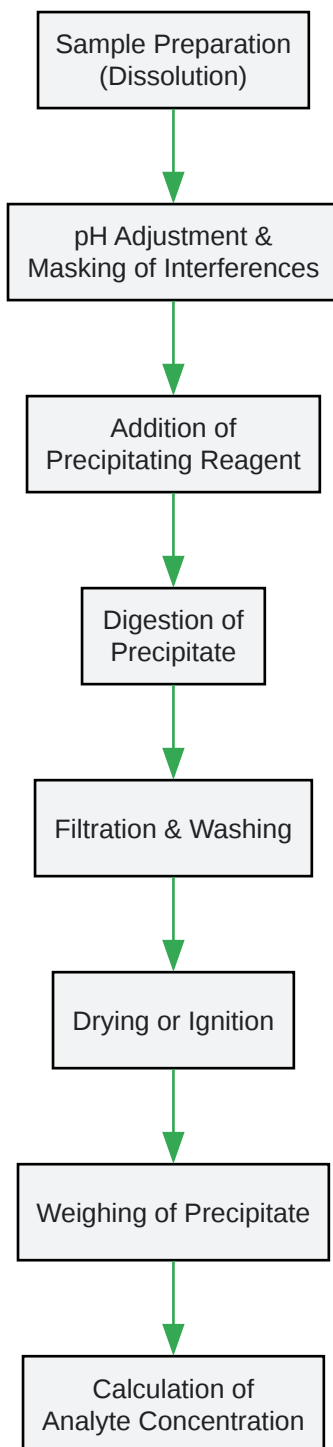 Sample Preparation
(Dissolution)
pH Adjustment &
Masking of Interferences
Addition of
Precipitating Reagent
Digestion of
Precipitate
Filtration & Washing
Drying or Ignition
Weighing of Precipitate
Calculation of
Analyte Concentration